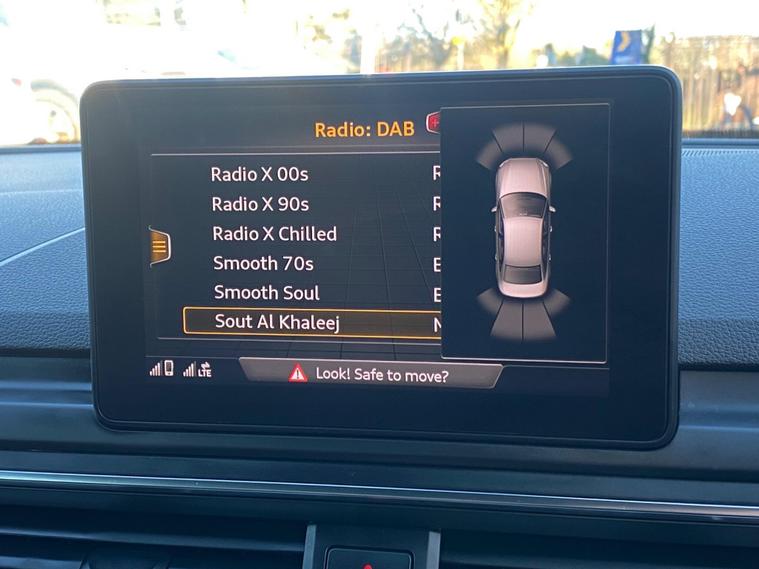 Radio: DAB
Radio X 00s
Radio X 90s
Radio X Chilled
Smooth 70s
Smooth Soul
Sout Al Khaleej
LTE
Look! Safe to move?